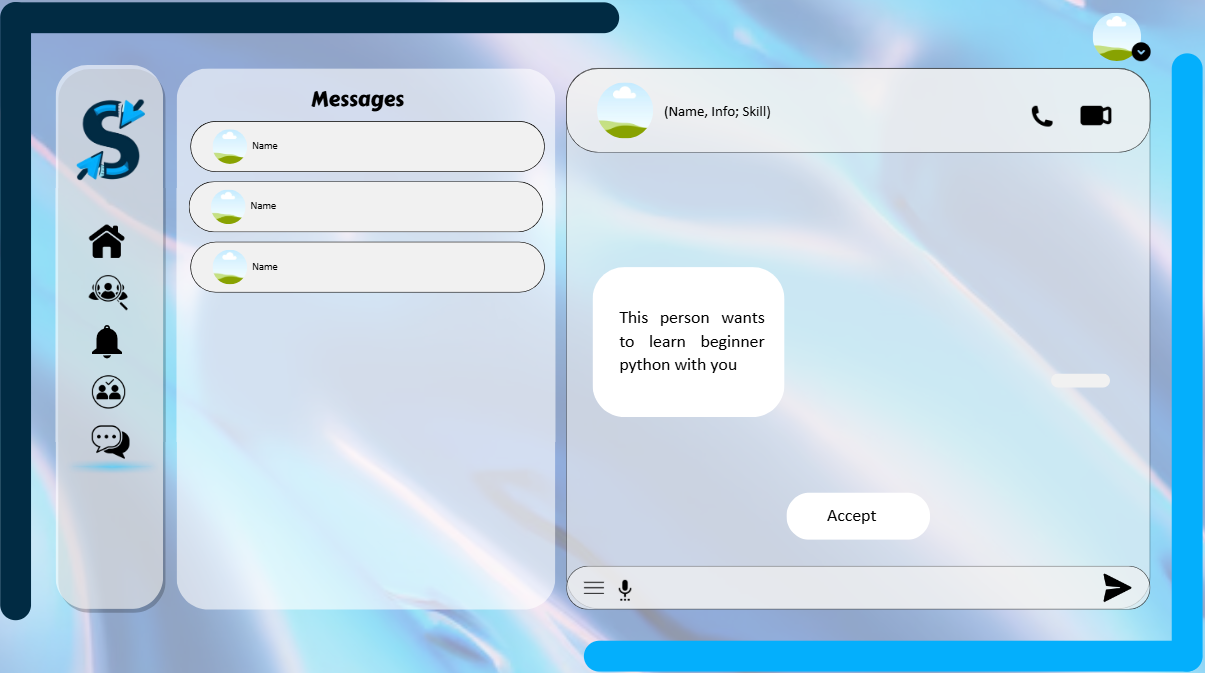 Messages
Name
Name
Name
(Name, Info; Skill)
This person wants
to learn beginner
python with you
Accept